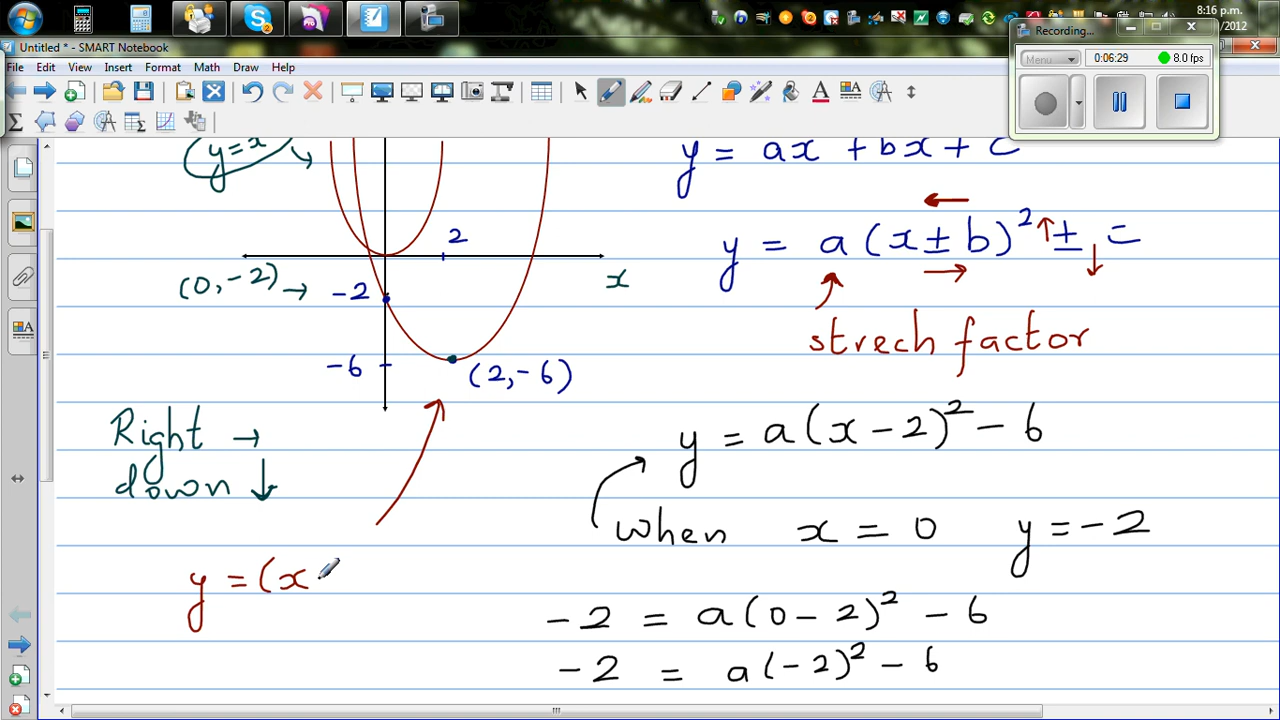 8:16 p.m.
/2012
Untitled * - SMART Notebook
Recording...
File Edit View Insert Format Math Draw Help
Menu 0:06:29 8.0 fps
y = x
y = ax + bx + c
2
y = a(x ± b)² ↑ ± c ↓
(0, -2) →
-2
x
strech factor
-6
(2, -6)
Right →
y = a(x - 2)² - 6
down ↓
when x = 0 y = -2
y = (x
-2 = a(0 - 2)² - 6
-2 = a(-2)² - 6